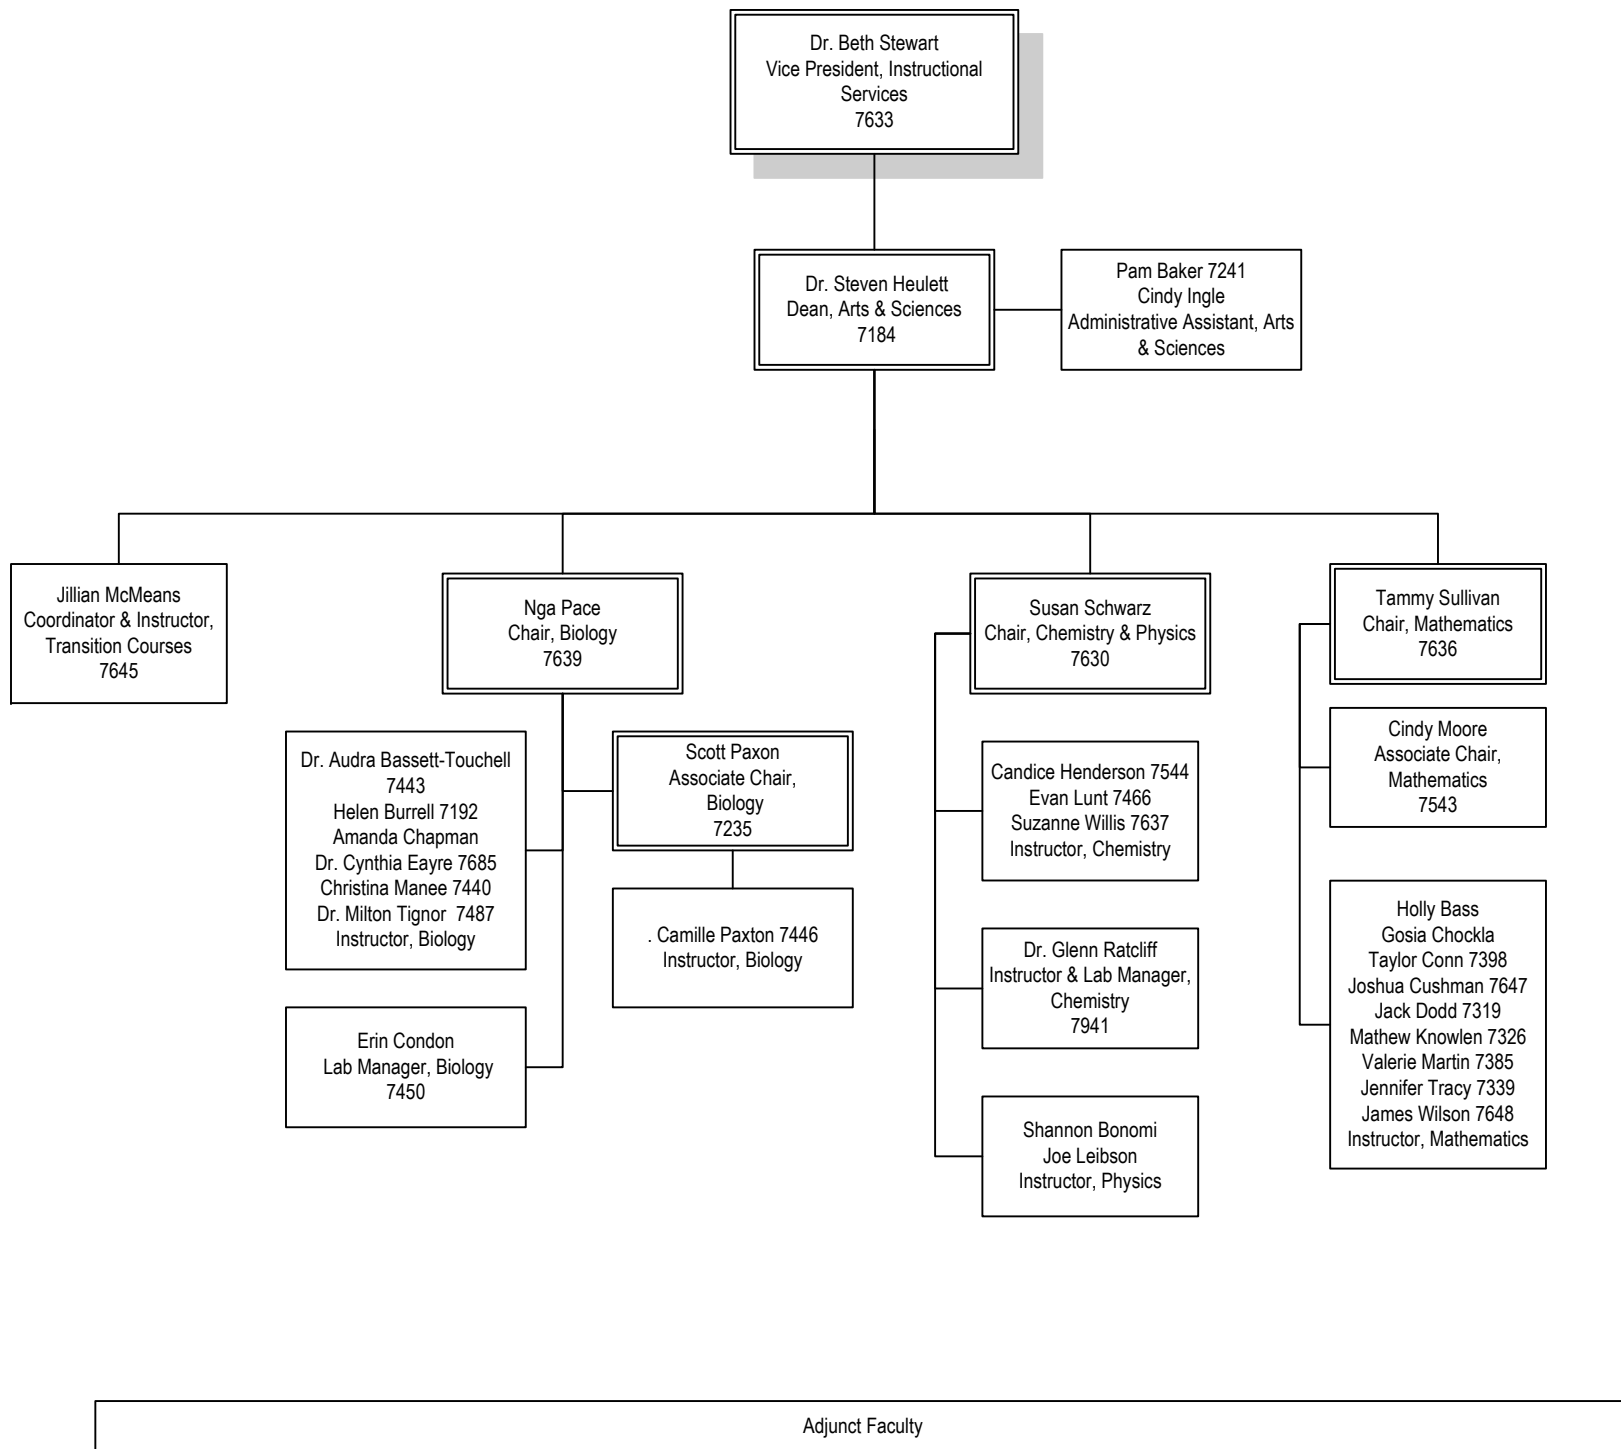 Dr. Beth Stewart
Vice President, Instructional
Services
7633
Dr. Steven Heulett
Dean, Arts & Sciences
7184
Pam Baker 7241
Cindy Ingle
Administrative Assistant, Arts
& Sciences
Jillian McMeans
Coordinator & Instructor,
Transition Courses
7645
Nga Pace
Chair, Biology
7639
Dr. Audra Bassett-Touchell
7443
Helen Burrell 7192
Amanda Chapman
Dr. Cynthia Eayre 7685
Christina Manee 7440
Dr. Milton Tignor  7487
Instructor, Biology
Erin Condon
Lab Manager, Biology
7450
Scott Paxon
Associate Chair,
Biology
7235
. Camille Paxton 7446
Instructor, Biology
Susan Schwarz
Chair, Chemistry & Physics
7630
Candice Henderson 7544
Evan Lunt 7466
Suzanne Willis 7637
Instructor, Chemistry
Dr. Glenn Ratcliff
Instructor & Lab Manager,
Chemistry
7941
Shannon Bonomi
Joe Leibson
Instructor, Physics
Tammy Sullivan
Chair, Mathematics
7636
Cindy Moore
Associate Chair,
Mathematics
7543
Holly Bass
Gosia Chockla
Taylor Conn 7398
Joshua Cushman 7647
Jack Dodd 7319
Mathew Knowlen 7326
Valerie Martin 7385
Jennifer Tracy 7339
James Wilson 7648
Instructor, Mathematics
Adjunct Faculty